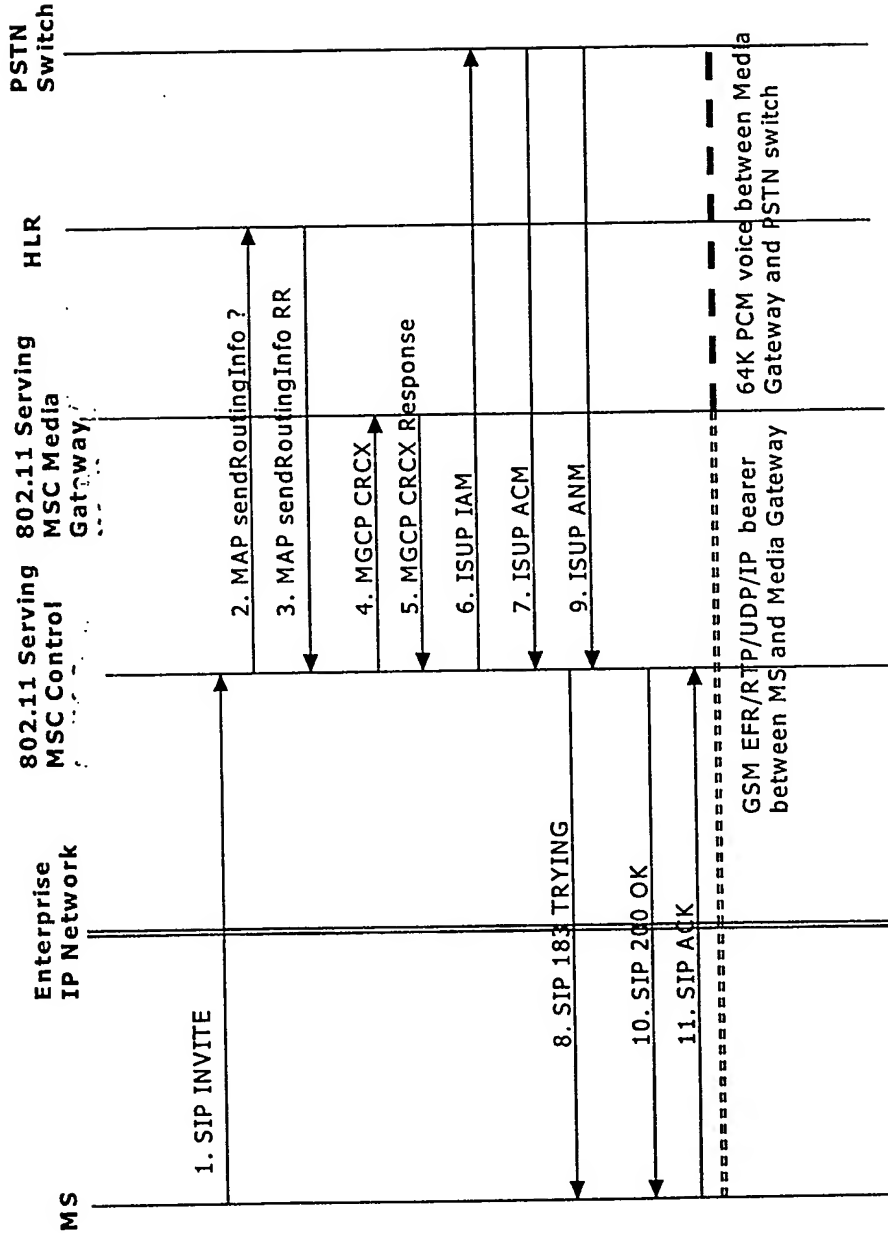 MS
Enterprise
IP Network
802.11 Serving
MSC Control
802.11 Serving
MSC Media
Gateway
HLR
PSTN
Switch
1. SIP INVITE
2. MAP sendRoutingInfo ?
3. MAP sendRoutingInfo RR
4. MGCP CRCX
5. MGCP CRCX Response
6. ISUP IAM
7. ISUP ACM
8. SIP 183 TRYING
9. ISUP ANM
10. SIP 200 OK
11. SIP ACK
GSM EFR/RTP/UDP/IP bearer
between MS and Media Gateway
64K PCM voice between Media
Gateway and PSTN switch